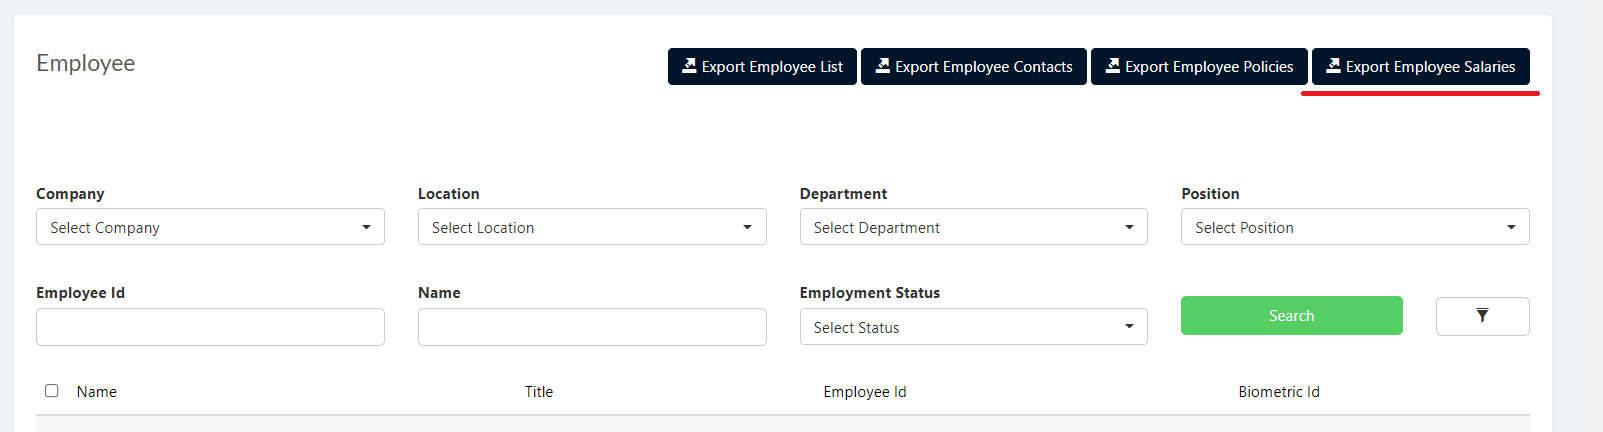 Employee
Export Employee List
Export Employee Contacts
Export Employee Policies
Export Employee Salaries
Company
Location
Department
Position
Select Company
Select Location
Select Department
Select Position
Employee Id
Name
Employment Status
Select Status
Search
Name
Title
Employee Id
Biometric Id